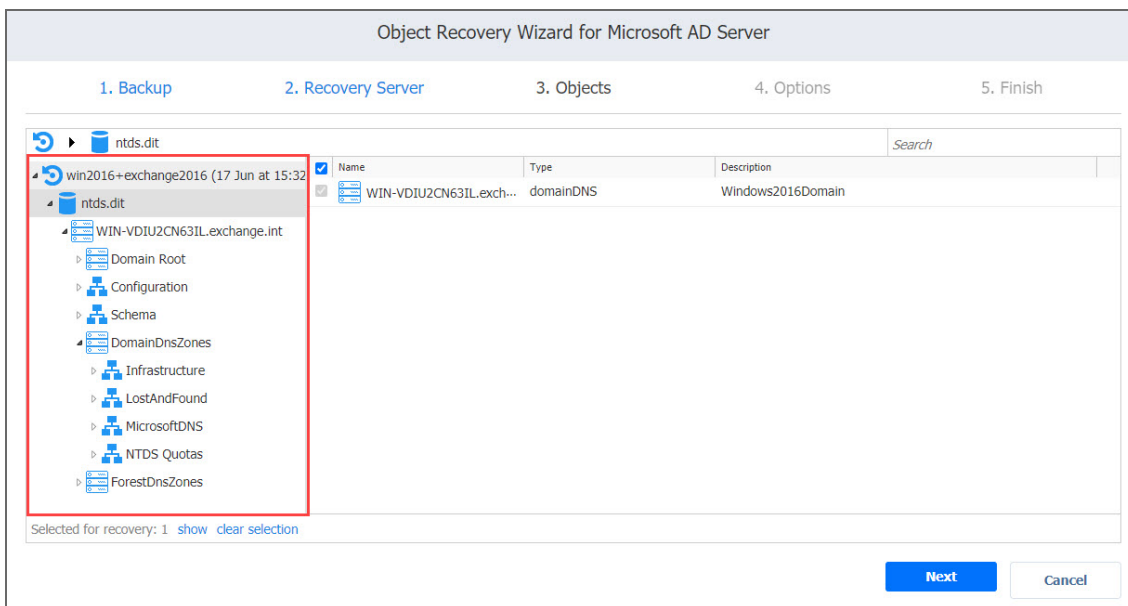 Object Recovery Wizard for Microsoft AD Server
1. Backup 2. Recovery Server 3. Objects 4. Options 5. Finish
ntds.dit Search
win2016+exchange2016 (17 Jun at 15:32
Name Type Description
WIN-VDIU2CN63IL.exch··· domainDNS Windows2016Domain
ntds.dit
WIN-VDIU2CN63IL.exchange.int
Domain Root
Configuration
Schema
DomainDnsZones
Infrastructure
LostAndFound
MicrosoftDNS
NTDS Quotas
ForestDnsZones
Selected for recovery: 1 show clear selection
Next Cancel